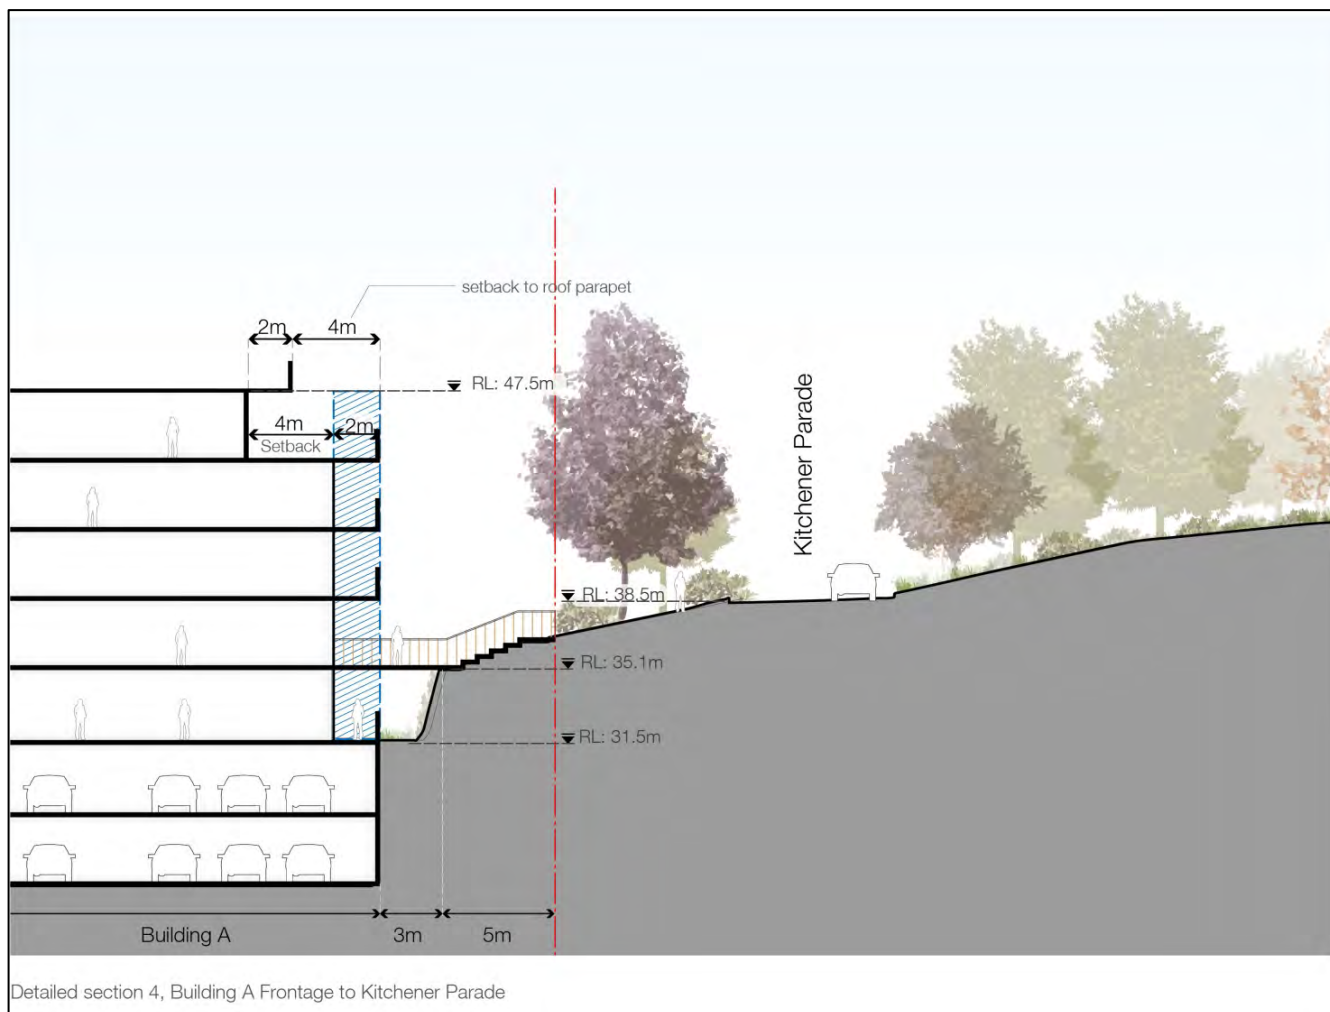 setback to roof parapet
2m
4m
RL: 47.5m
4m
2m
Setback
Kitchener Parade
RL: 38.5m
RL: 35.1m
RL: 31.5m
Building A
3m
5m
Detailed section 4, Building A Frontage to Kitchener Parade